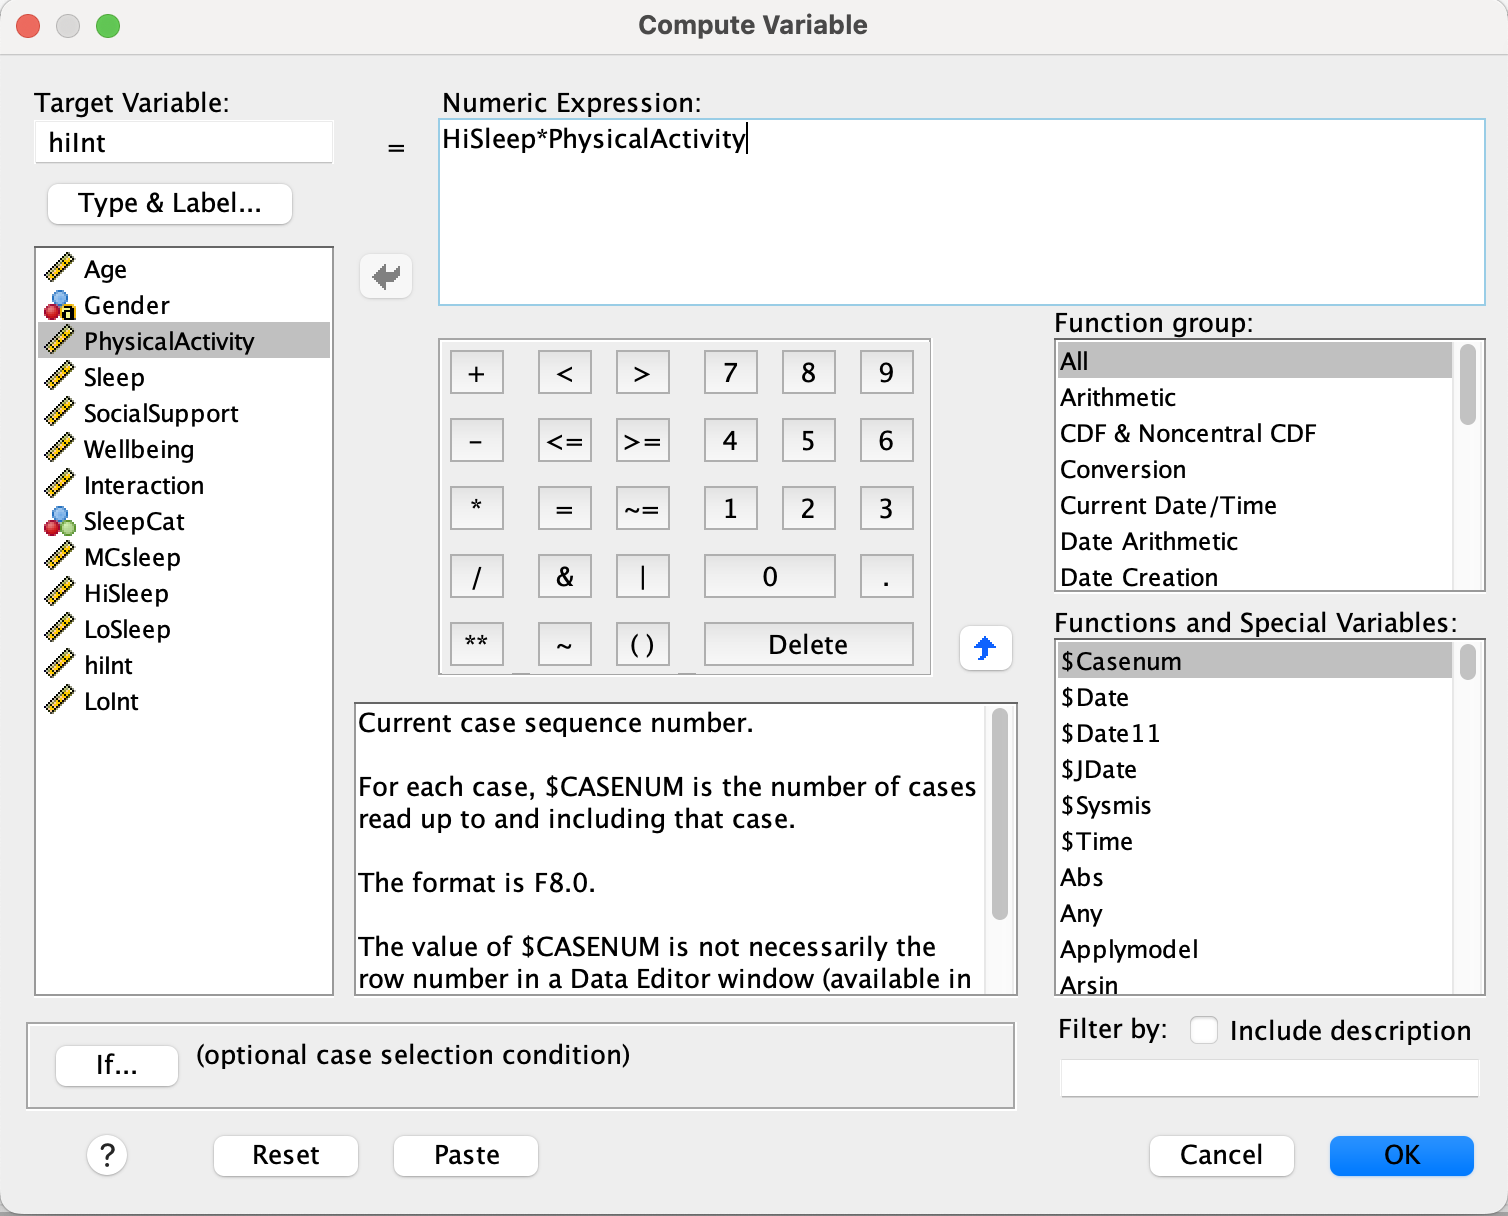 Compute Variable
Target Variable:
hiInt
Type & Label...
=
Numeric Expression:
HiSleep*PhysicalActivity
Age
Gender
PhysicalActivity
Sleep
SocialSupport
Wellbeing
Interaction
SleepCat
MCsleep
HiSleep
LoSleep
hiInt
LoInt
+ < > 7 8 9
- <= >= 4 5 6
* = ~= 1 2 3
/ & | 0 .
** ~ () Delete
Function group:
All
Arithmetic
CDF & Noncentral CDF
Conversion
Current Date/Time
Date Arithmetic
Date Creation
Functions and Special Variables:
$Casenum
$Date
$Date11
$JDate
$Sysmis
$Time
Abs
Any
Applymodel
Arsin
Current case sequence number.
For each case, $CASENUM is the number of cases
read up to and including that case.
The format is F8.0.
The value of $CASENUM is not necessarily the
row number in a Data Editor window (available in
If... (optional case selection condition)
Filter by: Include description
? Reset Paste Cancel OK